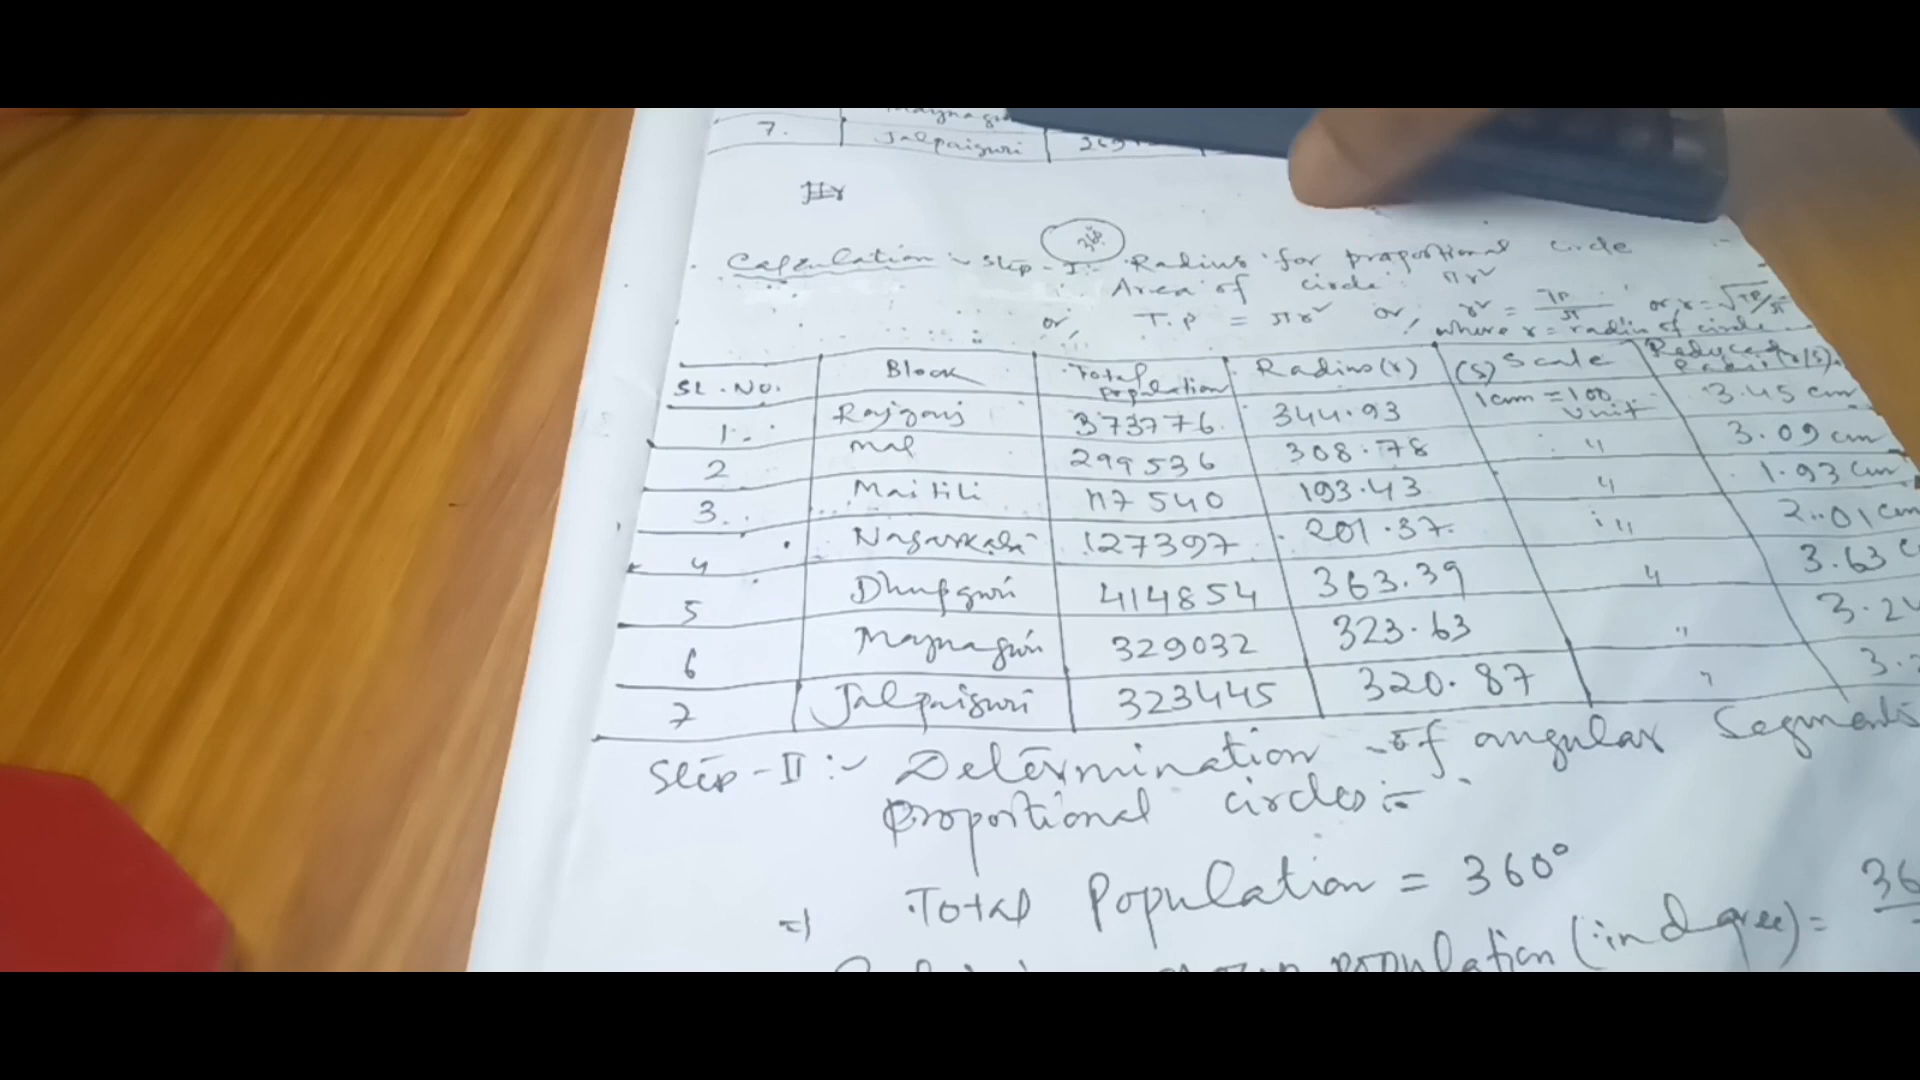 7. Jalpaiguri
Calculation :- Step-I :- Radius for proportional circle
Area of circle: πr²
or, T.P = πr² or, r² = TP/π or, r = √TP/π
where r = radius of circle
SL. No. Block Total Population Radius (r) (S) Scale Reduced
1. Rajganj 373776 344.93 1cm = 100 unit 3.45 cm
2 Mal 299536 308.78 " 3.09 cm
3. 117540 193.43 " 1.93 cm
4 127397 201.37 " 2.01 cm
5 Dhupguri 414854 363.39 " 3.63
6 Maynaguri 329032 323.63 "
7 Jalpaiguri 323445 320.87 "
Step-II :- Determination of angular Segments
proportional circles :-
⇒ Total Population = 360°
population (in dgree) =